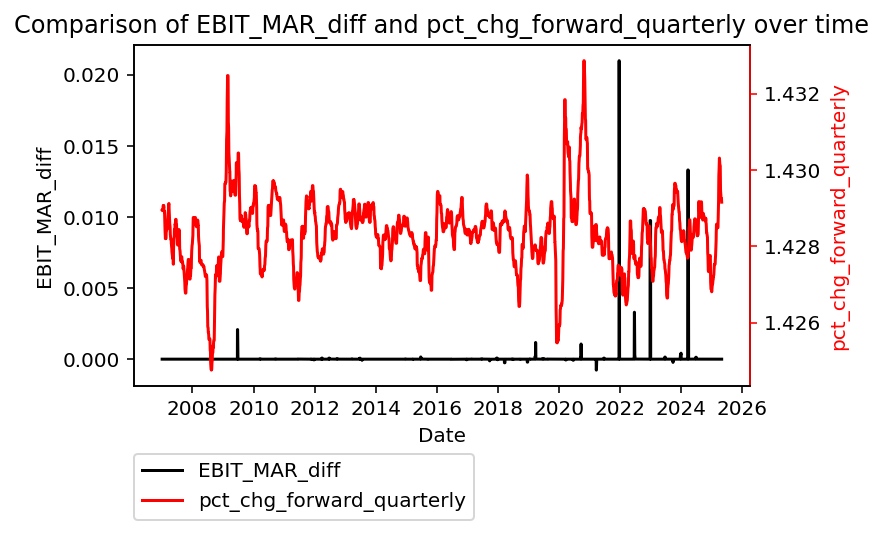 Comparison of EBIT_MAR_diff and pct_chg_forward_quarterly over time
0.020
0.015
0.010
0.005
0.000
EBIT_MAR_diff
1.432
1.430
1.428
1.426
pct_chg_forward_quarterly
2008 2010 2012 2014 2016 2018 2020 2022 2024 2026
Date
EBIT_MAR_diff
pct_chg_forward_quarterly